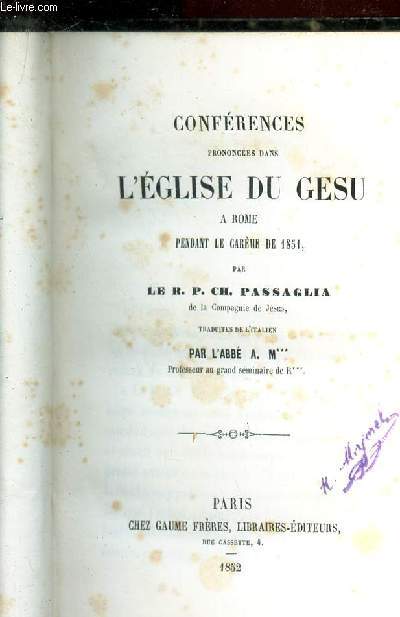 Le-livre.com
CONFÉRENCES
PRONONCÉES DANS
L'ÉGLISE DU GESU
A ROME
PENDANT LE CARÊME DE 1851,
PAR
LE R. P. CH. PASSAGLIA
de la Compagnie de Jésus,
TRADUITES DE L'ITALIEN
PAR L'ABBÉ A. M***
Professeur au grand séminaire de R***.
PARIS
CHEZ GAUME FRÈRES, LIBRAIRES-ÉDITEURS,
RUE CASSETTE, 4.
1852